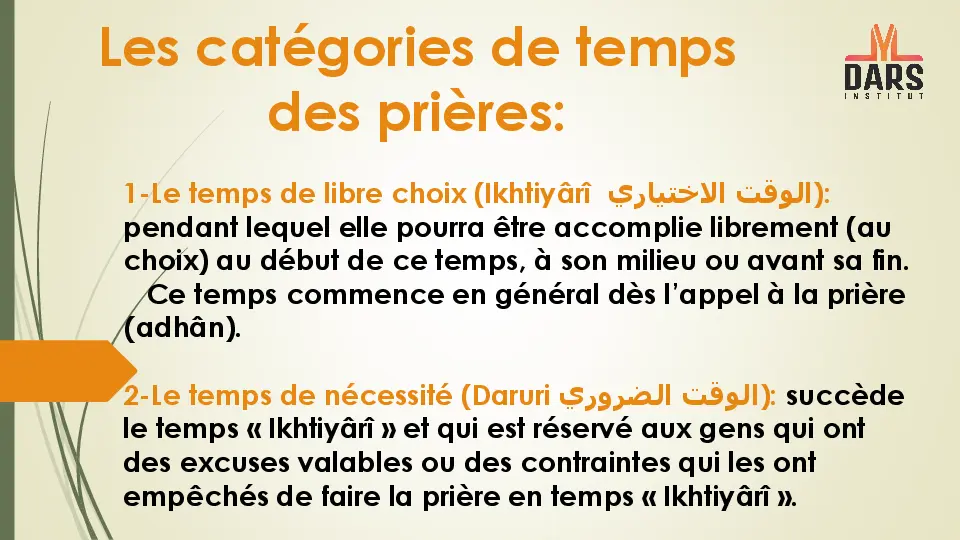 Les catégories de temps
des prières:
DARS
INSTITUT
1-Le temps de libre choix (Ikhtiyârî الوقت الاختياري):
pendant lequel elle pourra être accomplie librement (au
choix) au début de ce temps, à son milieu ou avant sa fin.
Ce temps commence en général dès l’appel à la prière
(adhân).
2-Le temps de nécessité (Daruri الوقت الضروري): succède
le temps « Ikhtiyârî » et qui est réservé aux gens qui ont
des excuses valables ou des contraintes qui les ont
empêchés de faire la prière en temps « Ikhtiyârî ».